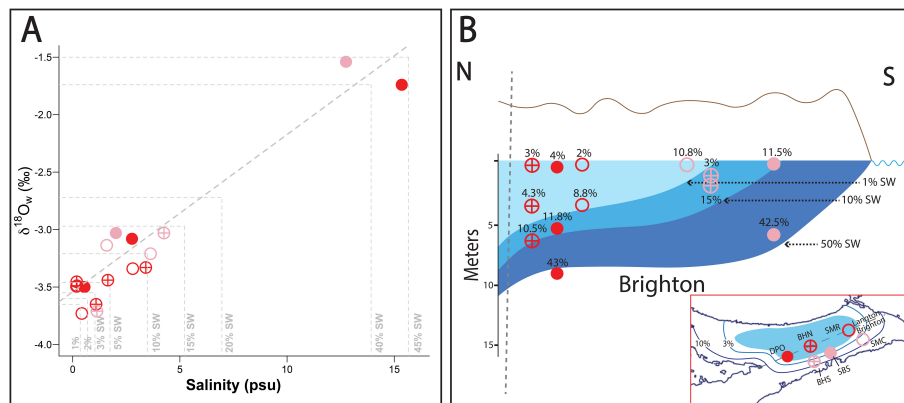 A
-1.5
-2.0
-2.5
-3.0
-3.5
-4.0
δ18Ow (‰)
1%
2%
3% SW
5% SW
10% SW
15% SW
20% SW
40% SW
45% SW
0
5
10
15
Salinity (psu)
B
N
S
3%
4%
2%
10.8%
3%
11.5%
1% SW
4.3%
8.8%
15%
10% SW
11.8%
10.5%
42.5%
50% SW
43%
5
10
15
Meters
Brighton
10%
3%
DPO
BHN
SMR
Langton
Brighton
SMC
SBS
BHS